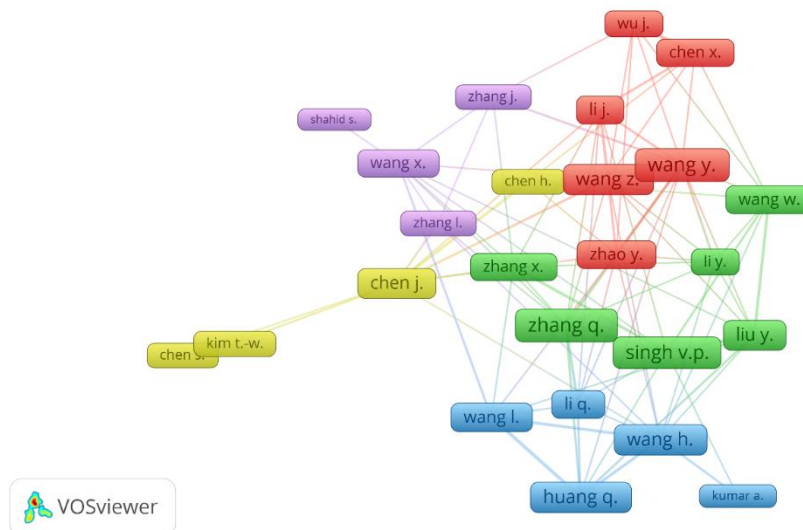 wu j.
chen x.
zhang j.
li j.
shahid s.
wang x.
wang y.
wang z.
chen h.
wang w.
zhang l.
zhao y.
zhang x.
li y.
chen j.
zhang q.
liu y.
kim t.-w.
chen s.
singh v.p.
li q.
wang l.
wang h.
huang q.
kumar a.
VOSviewer